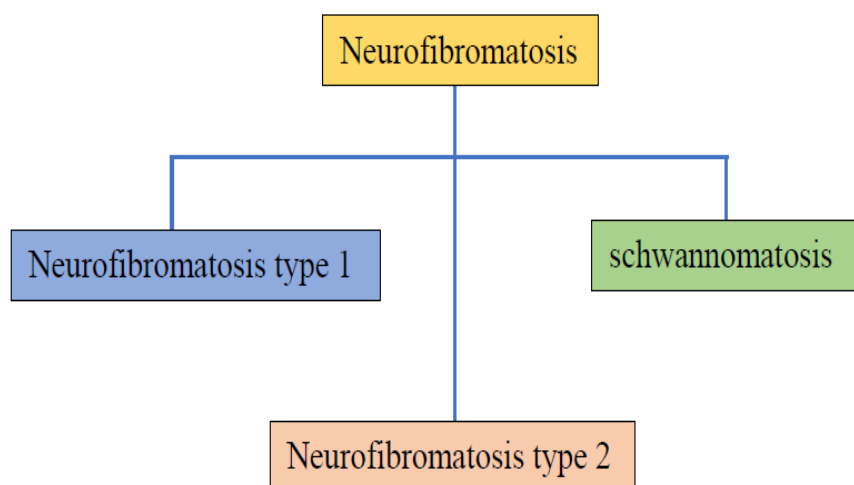 Neurofibromatosis
Neurofibromatosis type 1
schwannomatosis
Neurofibromatosis type 2